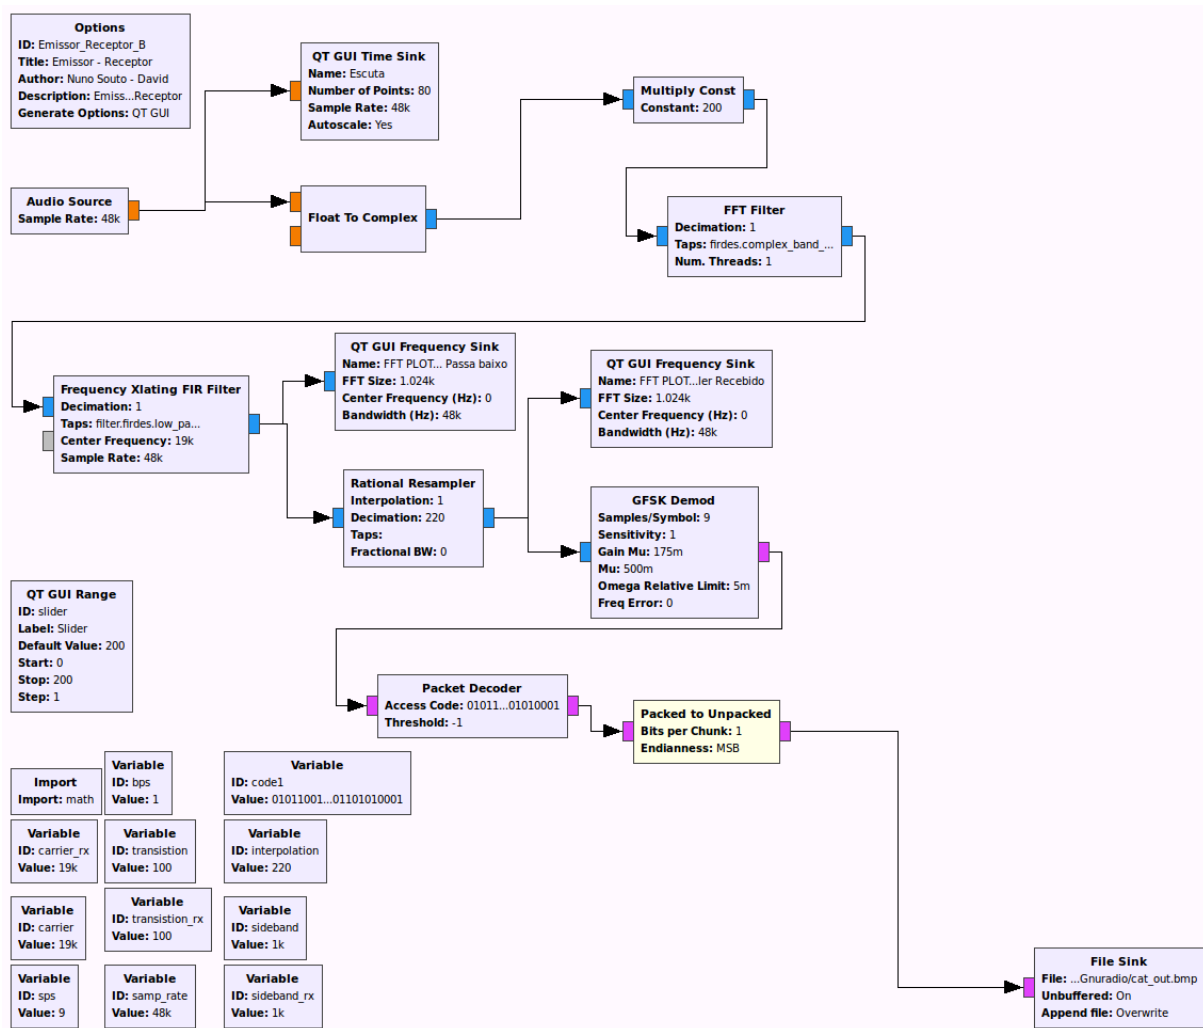 Options
ID: Emissor_Receptor_B
Title: Emissor - Receptor
Author: Nuno Souto - David
Description: Emiss...Receptor
Generate Options: QT GUI
QT GUI Time Sink
Name: Escuta
Number of Points: 80
Sample Rate: 48k
Autoscale: Yes
Multiply Const
Constant: 200
Audio Source
Sample Rate: 48k
Float To Complex
FFT Filter
Decimation: 1
Taps: firdes.complex_band_...
Num. Threads: 1
Frequency Xlating FIR Filter
Decimation: 1
Taps: filter.firdes.low_pa...
Center Frequency: 19k
Sample Rate: 48k
QT GUI Frequency Sink
Name: FFT PLOT... Passa baixo
FFT Size: 1.024k
Center Frequency (Hz): 0
Bandwidth (Hz): 48k
QT GUI Frequency Sink
Name: FFT PLOT...ler Recebido
FFT Size: 1.024k
Center Frequency (Hz): 0
Bandwidth (Hz): 48k
Rational Resampler
Interpolation: 1
Decimation: 220
Taps:
Fractional BW: 0
GFSK Demod
Samples/Symbol: 9
Sensitivity: 1
Gain Mu: 175m
Mu: 500m
Omega Relative Limit: 5m
Freq Error: 0
QT GUI Range
ID: slider
Label: Slider
Default Value: 200
Start: 0
Stop: 200
Step: 1
Packet Decoder
Access Code: 01011...01010001
Threshold: -1
Packed to Unpacked
Bits per Chunk: 1
Endianness: MSB
Import
Import: math
Variable
ID: bps
Value: 1
Variable
ID: code1
Value: 01011001...01101010001
Variable
ID: carrier_rx
Value: 19k
Variable
ID: transistion
Value: 100
Variable
ID: interpolation
Value: 220
Variable
ID: carrier
Value: 19k
Variable
ID: transistion_rx
Value: 100
Variable
ID: sideband
Value: 1k
Variable
ID: sps
Value: 9
Variable
ID: samp_rate
Value: 48k
Variable
ID: sideband_rx
Value: 1k
File Sink
File: ...Gnuradio/cat_out.bmp
Unbuffered: On
Append file: Overwrite